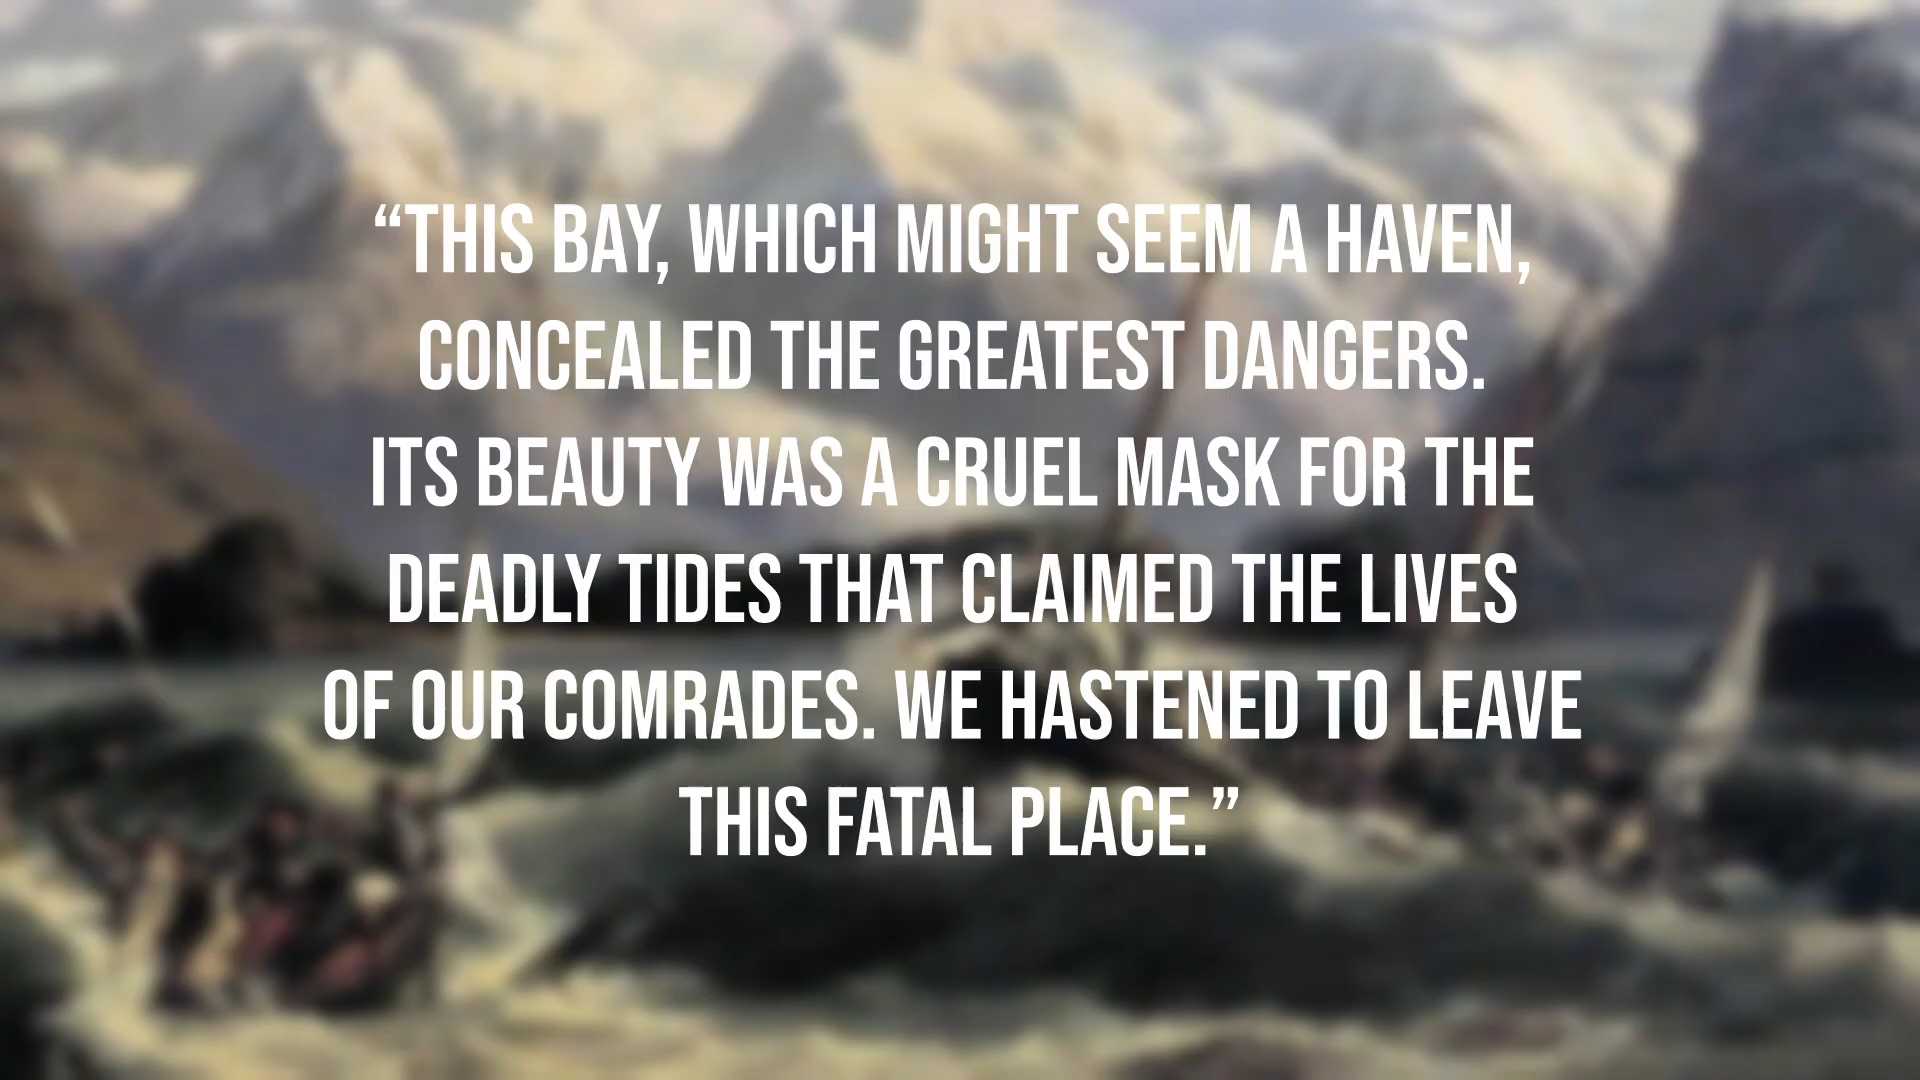 “THIS BAY, WHICH MIGHT SEEM A HAVEN,
CONCEALED THE GREATEST DANGERS.
ITS BEAUTY WAS A CRUEL MASK FOR THE
DEADLY TIDES THAT CLAIMED THE LIVES
OF OUR COMRADES. WE HASTENED TO LEAVE
THIS FATAL PLACE.”